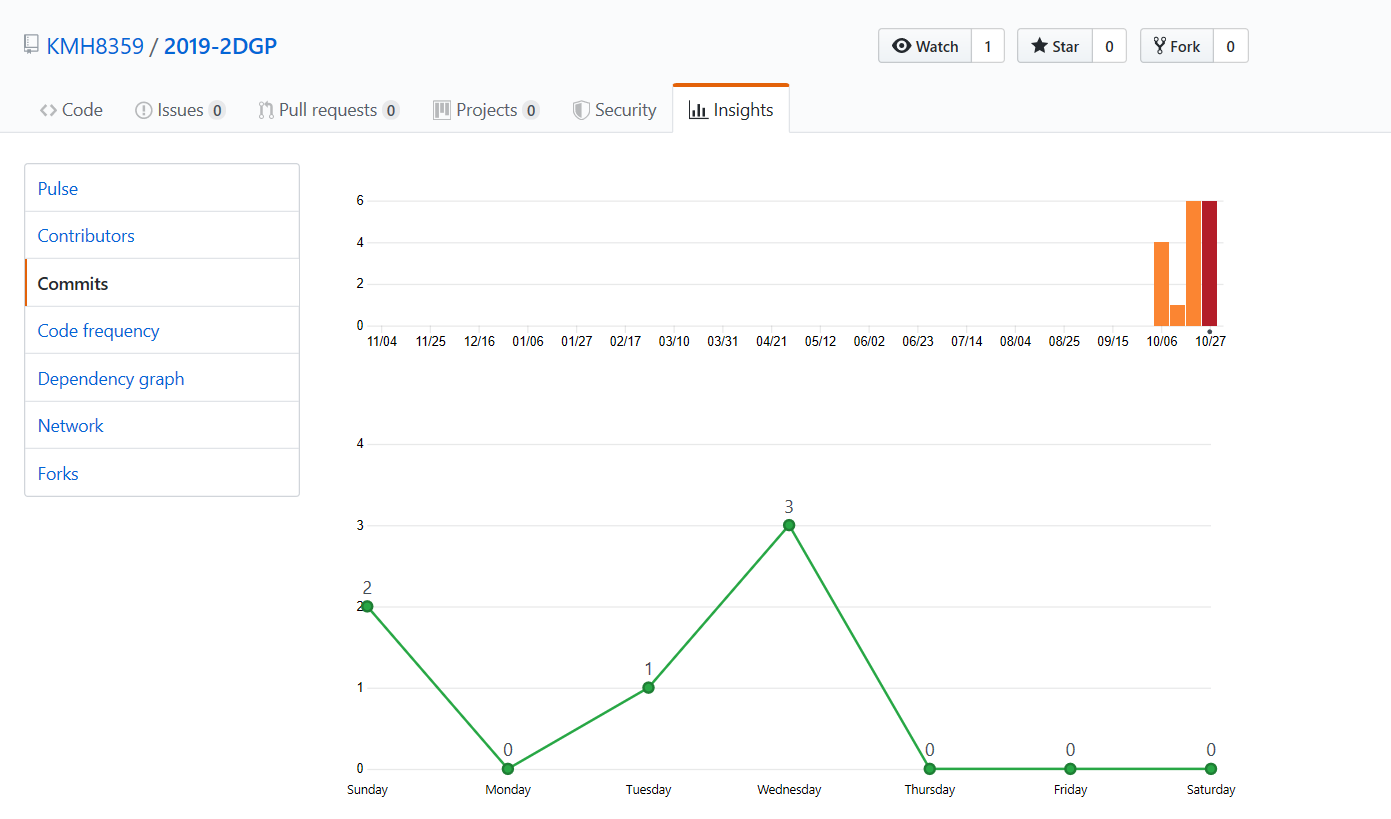 KMH8359 / 2019-2DGP
Watch 1 Star 0 Fork 0
Code Issues 0 Pull requests 0 Projects 0 Security Insights
Pulse
Contributors
Commits
Code frequency
Dependency graph
Network
Forks
6
4
2
0
11/04 11/25 12/16 01/06 01/27 02/17 03/10 03/31 04/21 05/12 06/02 06/23 07/14 08/04 08/25 09/15 10/06 10/27
4
3
3
2
2
1
1
0
0 0 0 0
Sunday Monday Tuesday Wednesday Thursday Friday Saturday